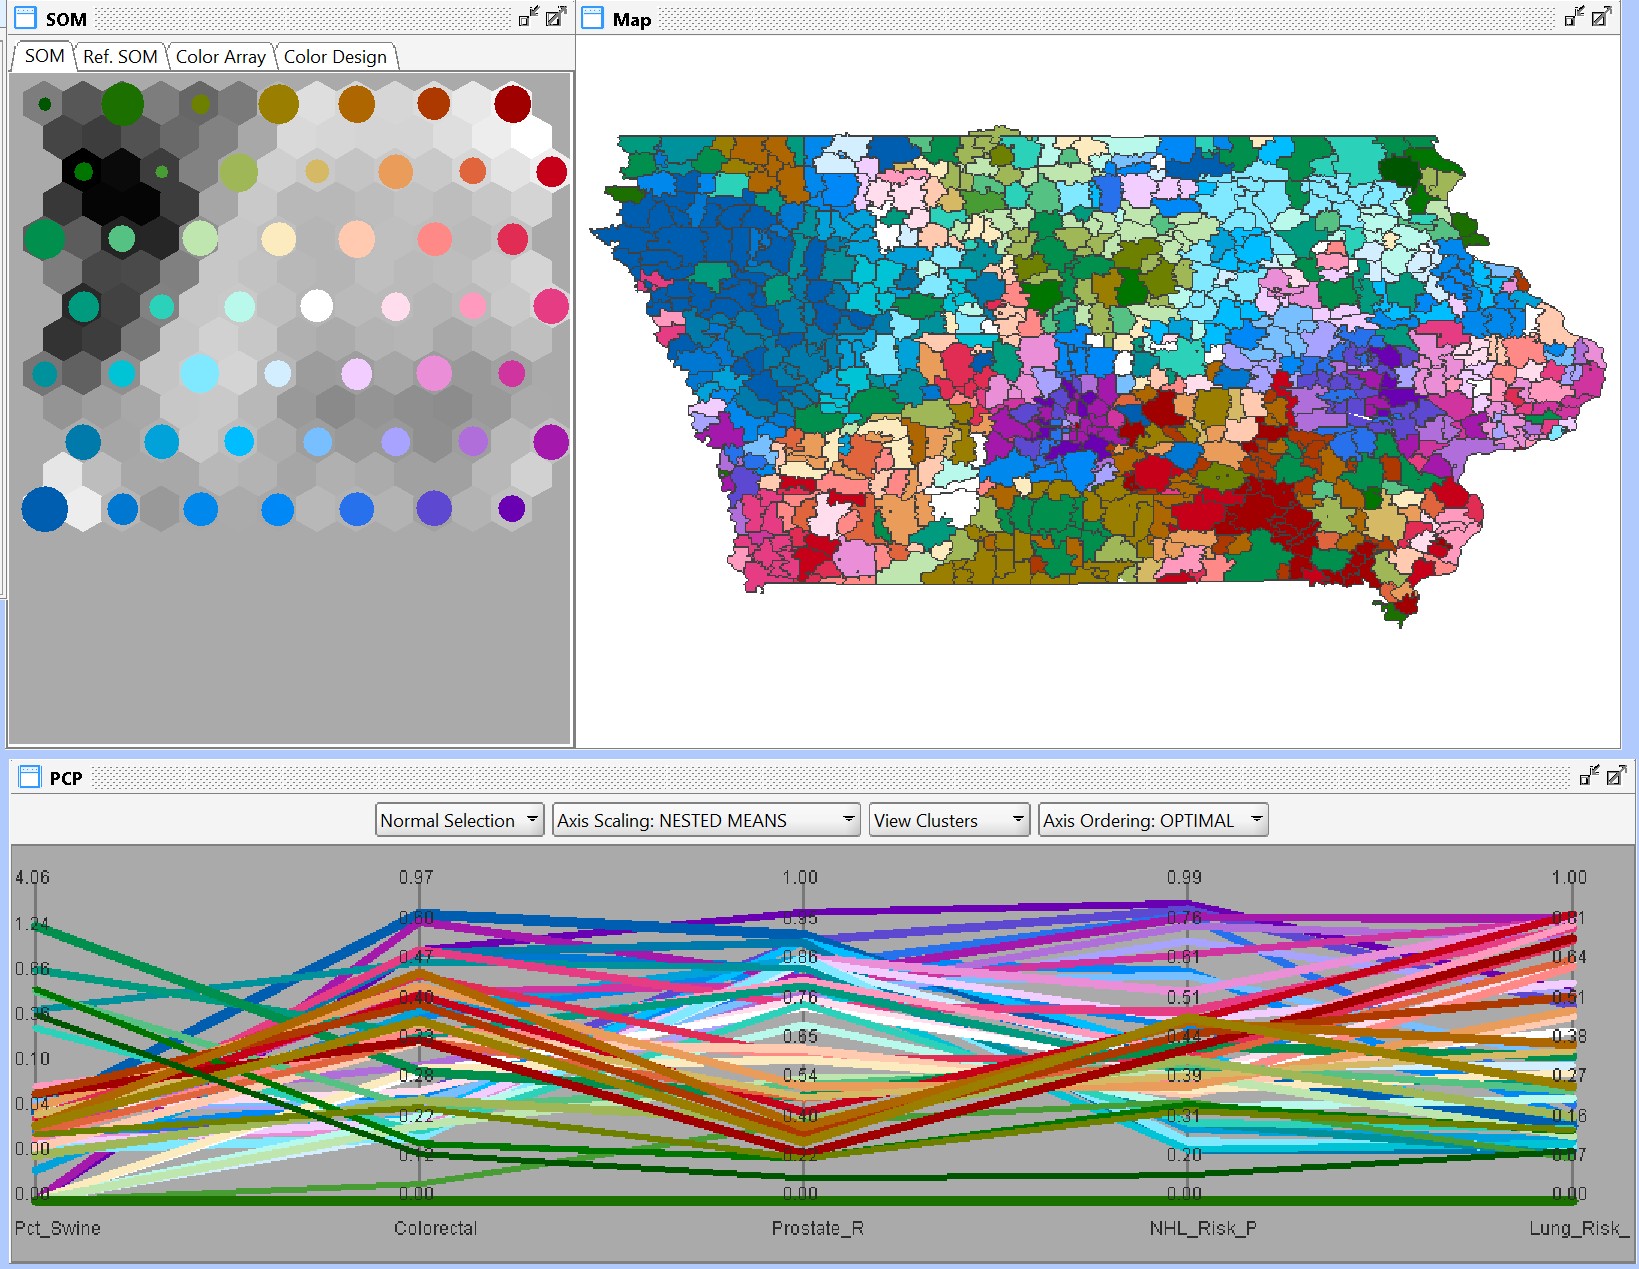 SOM
Map
SOM
Ref. SOM
Color Array
Color Design
PCP
Normal Selection
Axis Scaling: NESTED MEANS
View Clusters
Axis Ordering: OPTIMAL
4.06
0.97
1.00
0.99
1.00
1.24
0.60
0.95
0.76
0.81
0.66
0.47
0.86
0.61
0.64
0.40
0.76
0.51
0.51
0.10
0.33
0.65
0.44
0.38
0.04
0.28
0.54
0.39
0.27
0.00
0.22
0.40
0.31
0.16
0.00
0.12
0.22
0.20
0.07
0.00
0.00
0.00
0.00
Pct_Swine
Colorectal
Prostate_R
NHL_Risk_P
Lung_Risk_